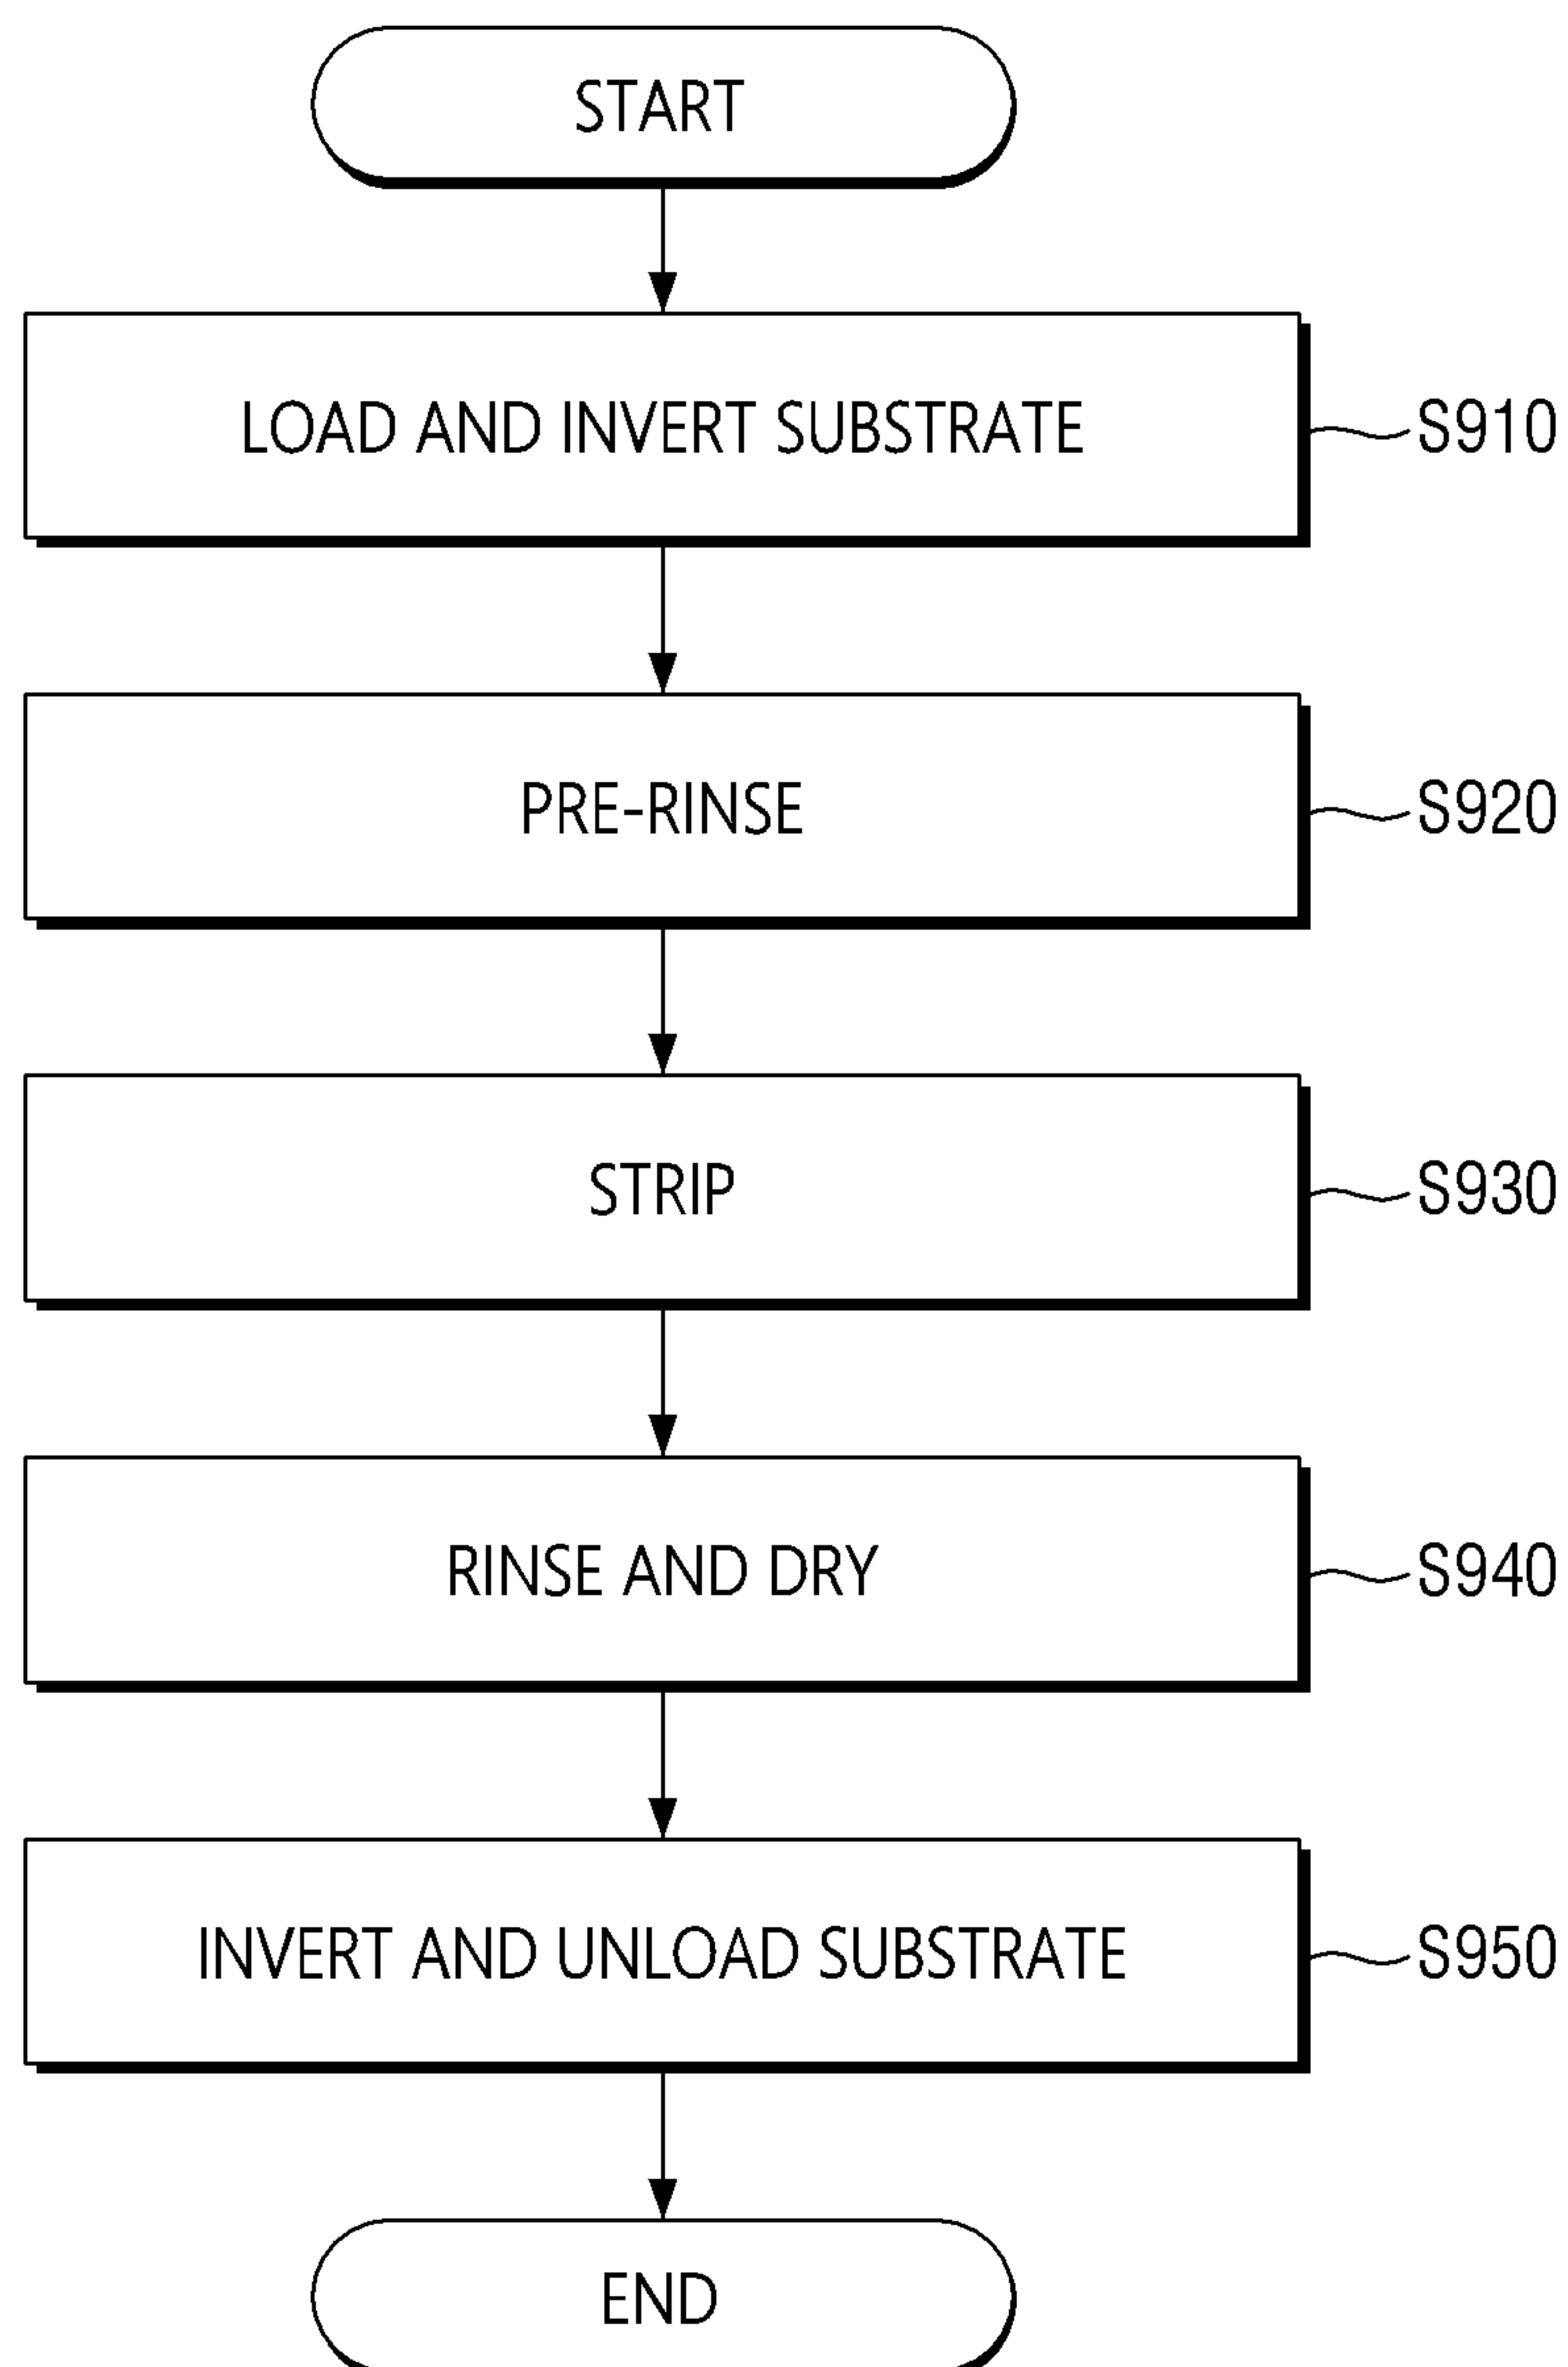 START
LOAD AND INVERT SUBSTRATE
S910
PRE-RINSE
S920
STRIP
S930
RINSE AND DRY
S940
INVERT AND UNLOAD SUBSTRATE
S950
END